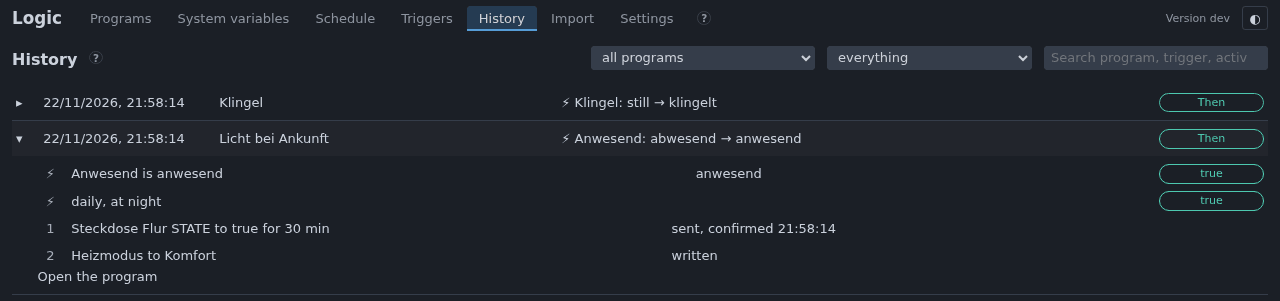 Logic Programs System variables Schedule Triggers History Import Settings ? Version dev
History ? all programs everything Search program, trigger, activ
22/11/2026, 21:58:14 Klingel ⚡ Klingel: still → klingelt Then
22/11/2026, 21:58:14 Licht bei Ankunft ⚡ Anwesend: abwesend → anwesend Then
⚡ Anwesend is anwesend anwesend true
⚡ daily, at night true
1 Steckdose Flur STATE to true for 30 min sent, confirmed 21:58:14
2 Heizmodus to Komfort written
Open the program